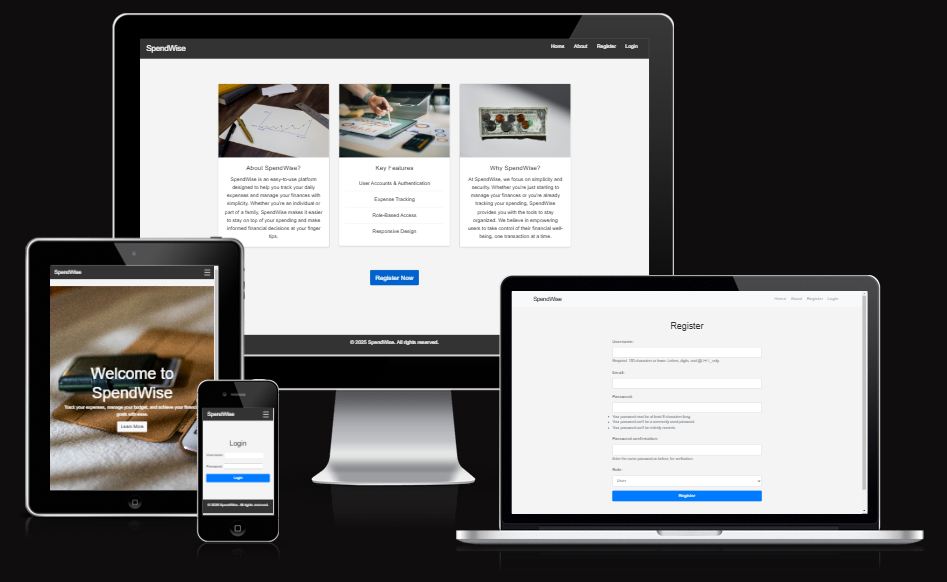 SpendWise
Home About Register Login
About SpendWise?
SpendWise is an easy-to-use platform
designed to help you track your daily
expenses and manage your finances with
simplicity. Whether you're an individual or
part of a family, SpendWise makes it easier
to stay on top of your spending and make
informed financial decisions at your finger
tips.
Key Features
User Accounts & Authentication
Expense Tracking
Role-Based Access
Responsive Design
Why SpendWise?
At SpendWise, we focus on simplicity and
security. Whether you're just starting to
manage your finances or you're already
tracking your spending, SpendWise
provides you with the tools to stay
organized. We believe in empowering
users to take control of their financial well-
being, one transaction at a time.
Register Now
© 2025 SpendWise. All rights reserved.
SpendWise
Welcome to
SpendWise
Track your expenses, manage your budget, and achieve your financial
goals with ease.
Learn More
SpendWise
Login
Username:
Password:
Login
© 2025 SpendWise. All rights reserved.
SpendWise
Home About Register Login
Register
Username:
Required. 150 characters or fewer. Letters, digits and @/./+/-/_ only.
Email:
Password:
Your password must be at least 8 characters long.
Your password can't be a commonly used password.
Your password can't be entirely numeric.
Password confirmation:
Enter the same password as before, for verification.
Role:
User
Register